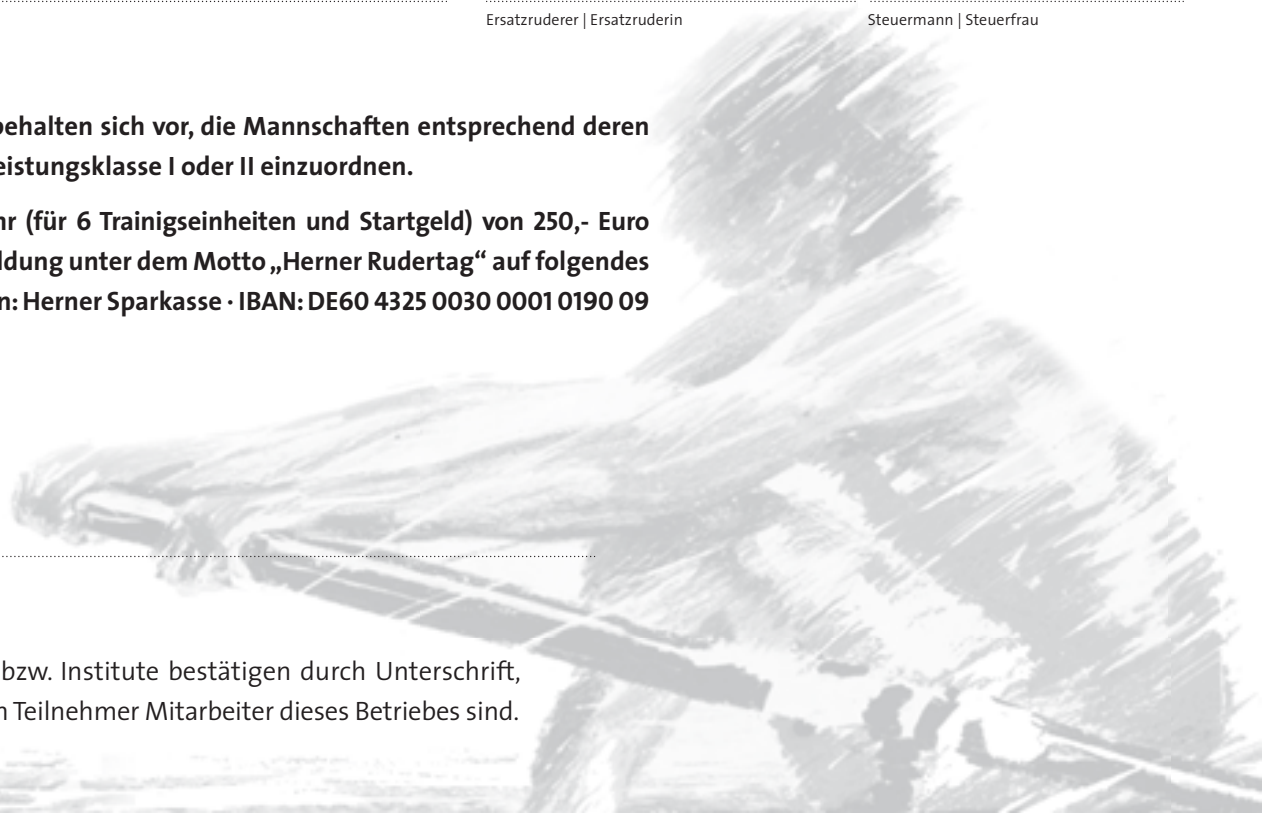 Ersatzruderer | Ersatzruderin
Steuermann | Steuerfrau
behalten sich vor, die Mannschaften entsprechend deren
eistungsklasse I oder II einzuordnen.
hr (für 6 Trainigseinheiten und Startgeld) von 250,- Euro
ldung unter dem Motto „Herner Rudertag“ auf folgendes
n: Herner Sparkasse · IBAN: DE60 4325 0030 0001 0190 09
bzw. Institute bestätigen durch Unterschrift,
n Teilnehmer Mitarbeiter dieses Betriebes sind.